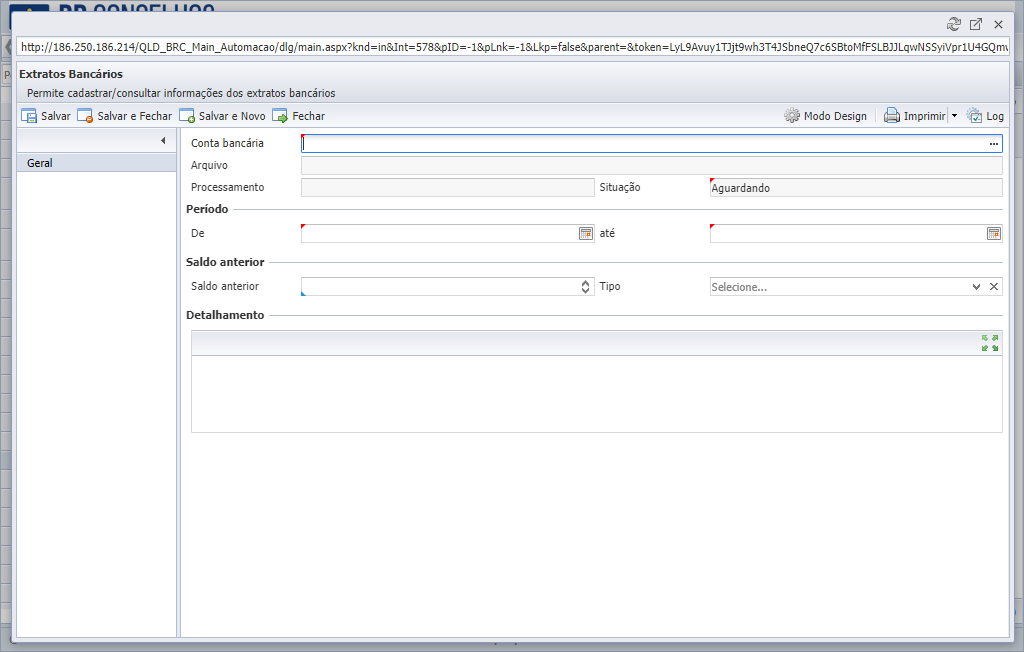 http://186.250.186.214/QLD_BRC_Main_Automacao/dlg/main.aspx?knd=in&Int=578&pID=-1&pLnk=-1&Lkp=false&parent=&token=LyL9Avuy1TJjt9wh3T4JSbneQ7c6SBtoMfFSLBJJLqwNSSyiVpr1U4GQmv
Extratos Bancários
Permite cadastrar/consultar informações dos extratos bancários
Salvar Salvar e Fechar Salvar e Novo Fechar Modo Design Imprimir Log
Geral
Conta bancária ...
Arquivo
Processamento Situação Aguardando
Período
De até
Saldo anterior
Saldo anterior Tipo Selecione...
Detalhamento